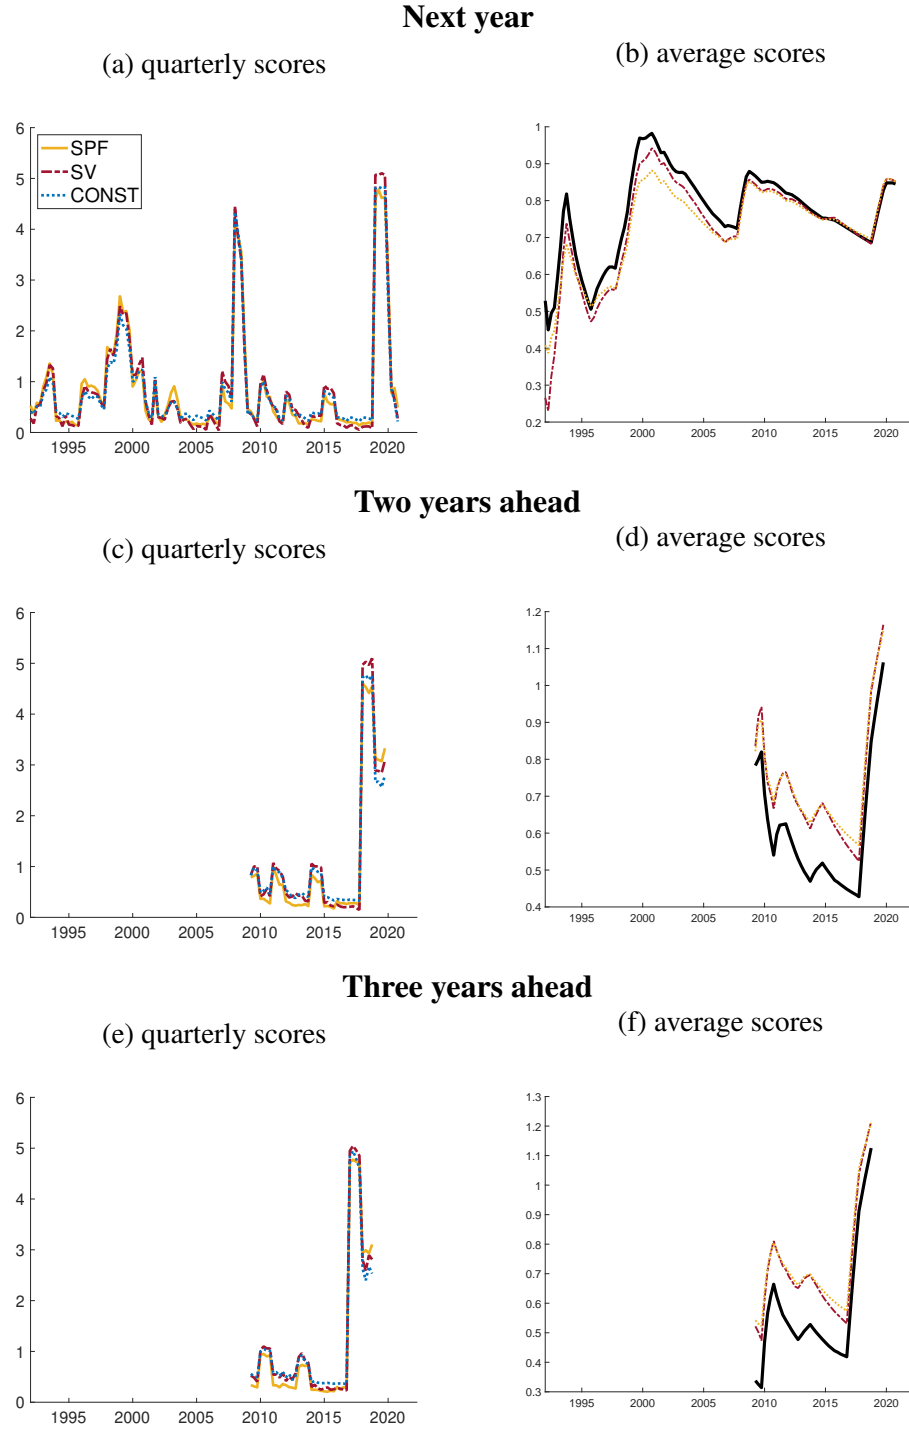 Next year
(a) quarterly scores
(b) average scores
6
5
4
3
2
1
0
SPF
SV
CONST
1995 2000 2005 2010 2015 2020
1
0.9
0.8
0.7
0.6
0.5
0.4
0.3
0.2
1995 2000 2005 2010 2015 2020
Two years ahead
(c) quarterly scores
(d) average scores
6
5
4
3
2
1
0
1995 2000 2005 2010 2015 2020
1.2
1.1
1
0.9
0.8
0.7
0.6
0.5
0.4
1995 2000 2005 2010 2015 2020
Three years ahead
(e) quarterly scores
(f) average scores
6
5
4
3
2
1
0
1995 2000 2005 2010 2015 2020
1.3
1.2
1.1
1
0.9
0.8
0.7
0.6
0.5
0.4
0.3
1995 2000 2005 2010 2015 2020